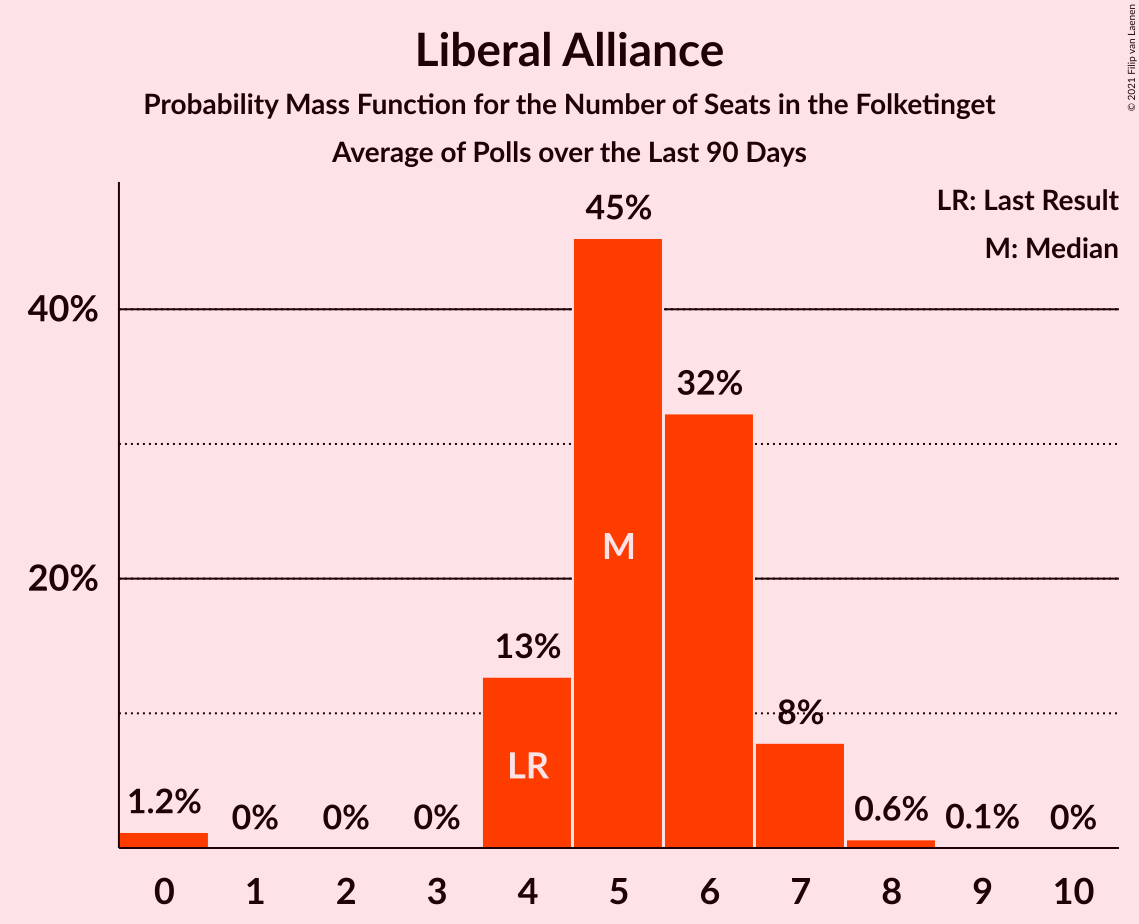 Liberal Alliance
Probability Mass Function for the Number of Seats in the Folketinget
Average of Polls over the Last 90 Days
© 2021 Filip van Laenen
LR: Last Result
M: Median
40%
20%
1.2%
0%
0%
0%
13%
45%
32%
8%
0.6%
0.1%
0%
LR
M
0 1 2 3 4 5 6 7 8 9 10